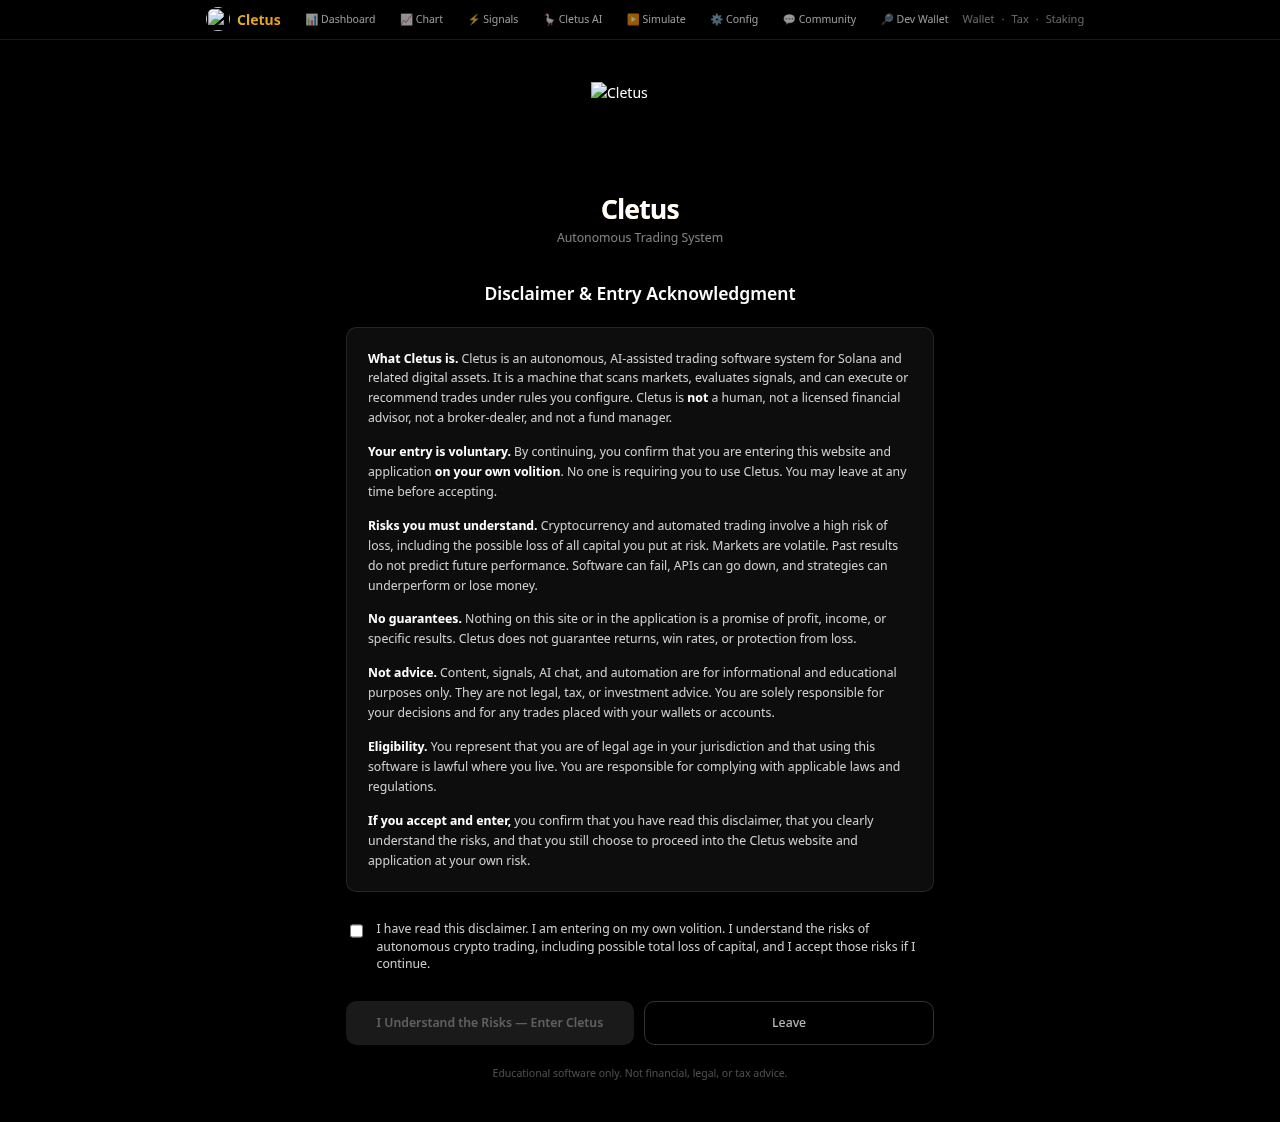 Cletus 📊 Dashboard 📈 Chart ⚡ Signals 🦆 Cletus AI ▶️ Simulate ⚙️ Config 💬 Community 🔎 Dev Wallet Wallet · Tax · Staking
Cletus
Cletus
Autonomous Trading System
Disclaimer & Entry Acknowledgment
What Cletus is. Cletus is an autonomous, AI-assisted trading software system for Solana and
related digital assets. It is a machine that scans markets, evaluates signals, and can execute or
recommend trades under rules you configure. Cletus is not a human, not a licensed financial
advisor, not a broker-dealer, and not a fund manager.
Your entry is voluntary. By continuing, you confirm that you are entering this website and
application on your own volition. No one is requiring you to use Cletus. You may leave at any
time before accepting.
Risks you must understand. Cryptocurrency and automated trading involve a high risk of
loss, including the possible loss of all capital you put at risk. Markets are volatile. Past results
do not predict future performance. Software can fail, APIs can go down, and strategies can
underperform or lose money.
No guarantees. Nothing on this site or in the application is a promise of profit, income, or
specific results. Cletus does not guarantee returns, win rates, or protection from loss.
Not advice. Content, signals, AI chat, and automation are for informational and educational
purposes only. They are not legal, tax, or investment advice. You are solely responsible for
your decisions and for any trades placed with your wallets or accounts.
Eligibility. You represent that you are of legal age in your jurisdiction and that using this
software is lawful where you live. You are responsible for complying with applicable laws and
regulations.
If you accept and enter, you confirm that you have read this disclaimer, that you clearly
understand the risks, and that you still choose to proceed into the Cletus website and
application at your own risk.
I have read this disclaimer. I am entering on my own volition. I understand the risks of
autonomous crypto trading, including possible total loss of capital, and I accept those risks if I
continue.
I Understand the Risks — Enter Cletus
Leave
Educational software only. Not financial, legal, or tax advice.